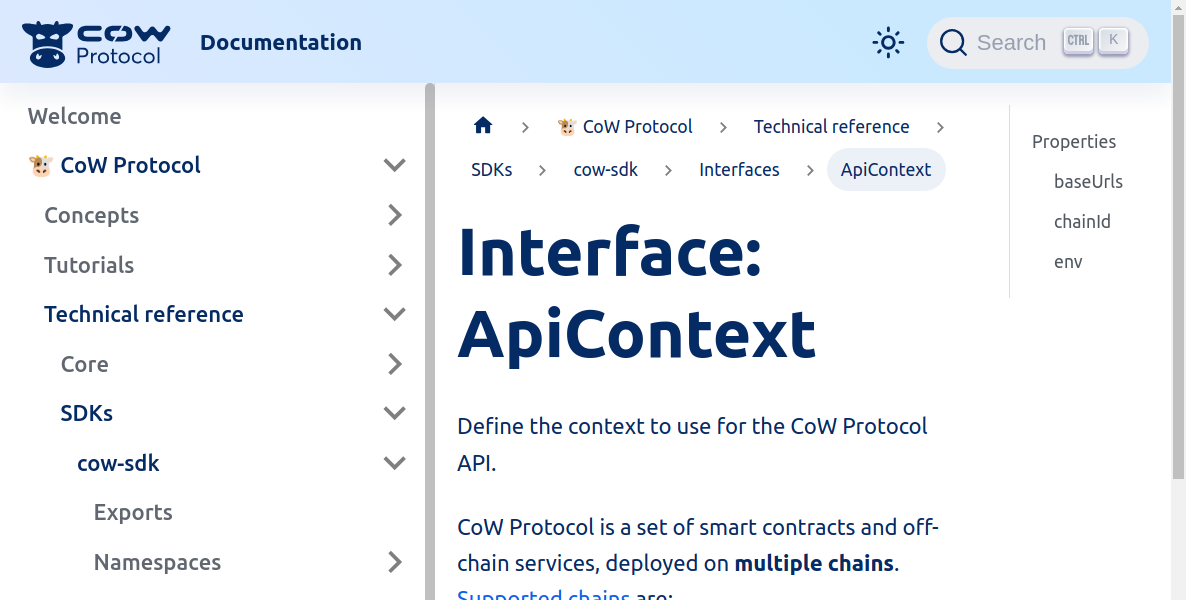 COW
Protocol
Documentation
Search CTRL K
Welcome
CoW Protocol
Concepts
Tutorials
Technical reference
Core
SDKs
cow-sdk
Exports
Namespaces
CoW Protocol
Technical reference
SDKs
cow-sdk
Interfaces
ApiContext
Interface:
ApiContext
Define the context to use for the CoW Protocol
API.
CoW Protocol is a set of smart contracts and off-
chain services, deployed on multiple chains.
Supported chains are:
Properties
baseUrls
chainId
env